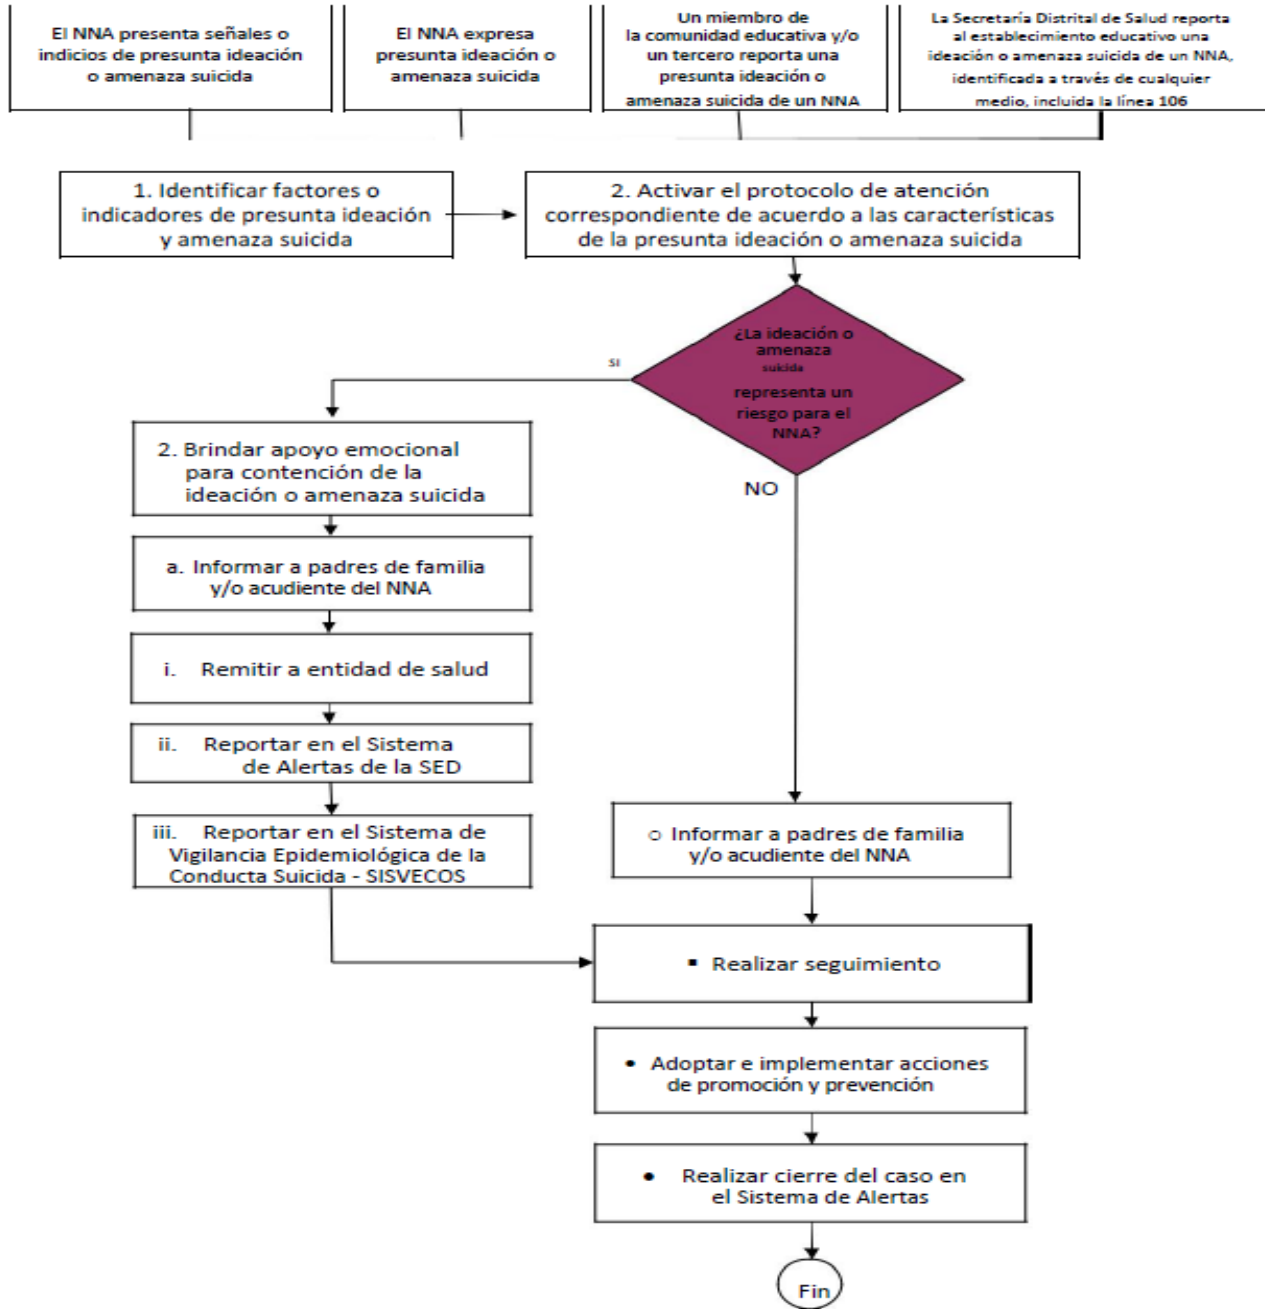 El NNA presenta señales o
indicios de presunta ideación
o amenaza suicida
El NNA expresa
presunta ideación o
amenaza suicida
Un miembro de
la comunidad educativa y/o
un tercero reporta una
presunta ideación o
amenaza suicida de un NNA
La Secretaría Distrital de Salud reporta
al establecimiento educativo una
ideación o amenaza suicida de un NNA,
identificada a través de cualquier
medio, incluida la línea 106
1. Identificar factores o
indicadores de presunta ideación
y amenaza suicida
2. Activar el protocolo de atención
correspondiente de acuerdo a las características
de la presunta ideación o amenaza suicida
¿La ideación o
amenaza
suicida
representa un
riesgo para el
NNA?
SI
NO
2. Brindar apoyo emocional
para contención de la
ideación o amenaza suicida
a. Informar a padres de familia
y/o acudiente del NNA
i. Remitir a entidad de salud
ii. Reportar en el Sistema
de Alertas de la SED
iii. Reportar en el Sistema de
Vigilancia Epidemiológica de la
Conducta Suicida - SISVECOS
○ Informar a padres de familia
y/o acudiente del NNA
▪ Realizar seguimiento
• Adoptar e implementar acciones
de promoción y prevención
• Realizar cierre del caso en
el Sistema de Alertas
Fin